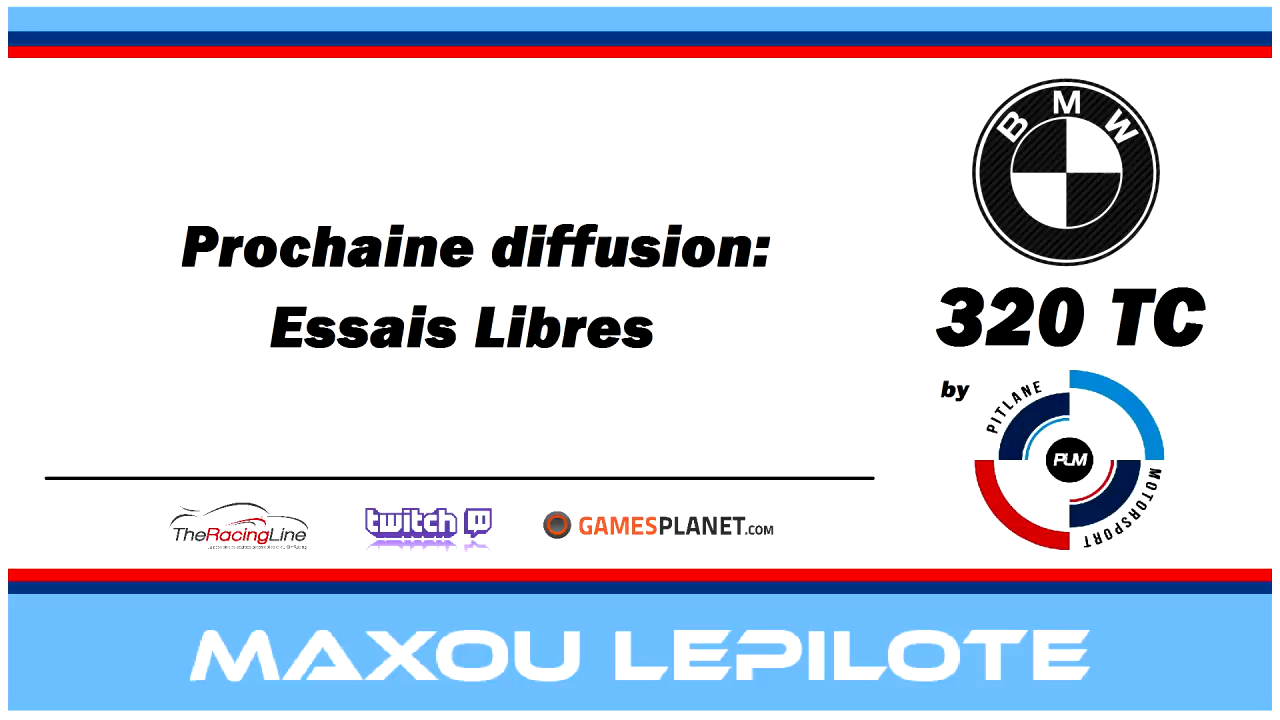 BMW
Prochaine diffusion:
Essais Libres
320 TC
by
PITLANE
PLM
MOTORSPORT
TheRacingLine
twitch
GAMESPLANET.COM
MAXOU LEPILOTE